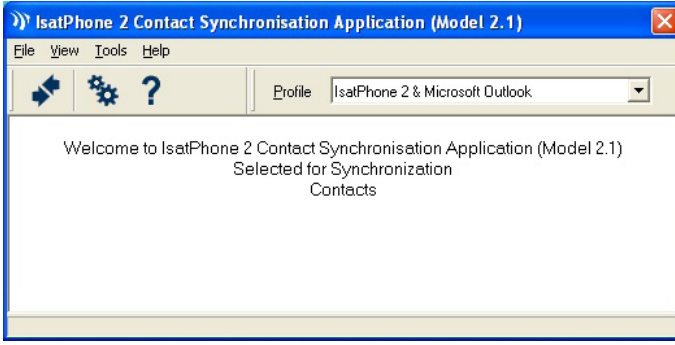 IsatPhone 2 Contact Synchronisation Application (Model 2.1)
File View Tools Help
Profile IsatPhone 2 & Microsoft Outlook
Welcome to IsatPhone 2 Contact Synchronisation Application (Model 2.1)
Selected for Synchronization
Contacts